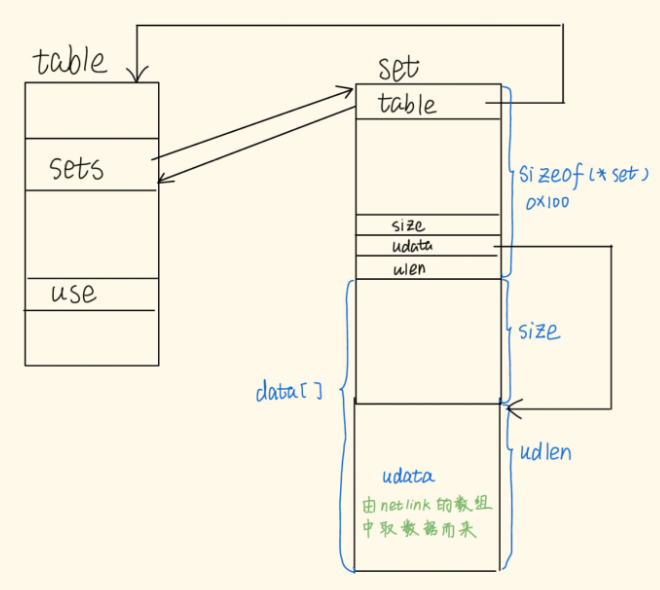 table
sets
use
set
table
size
udata
ulen
sizeof(*set)
0x100
data[]
size
udlen
udata
由netlink的数组
中取数据而来